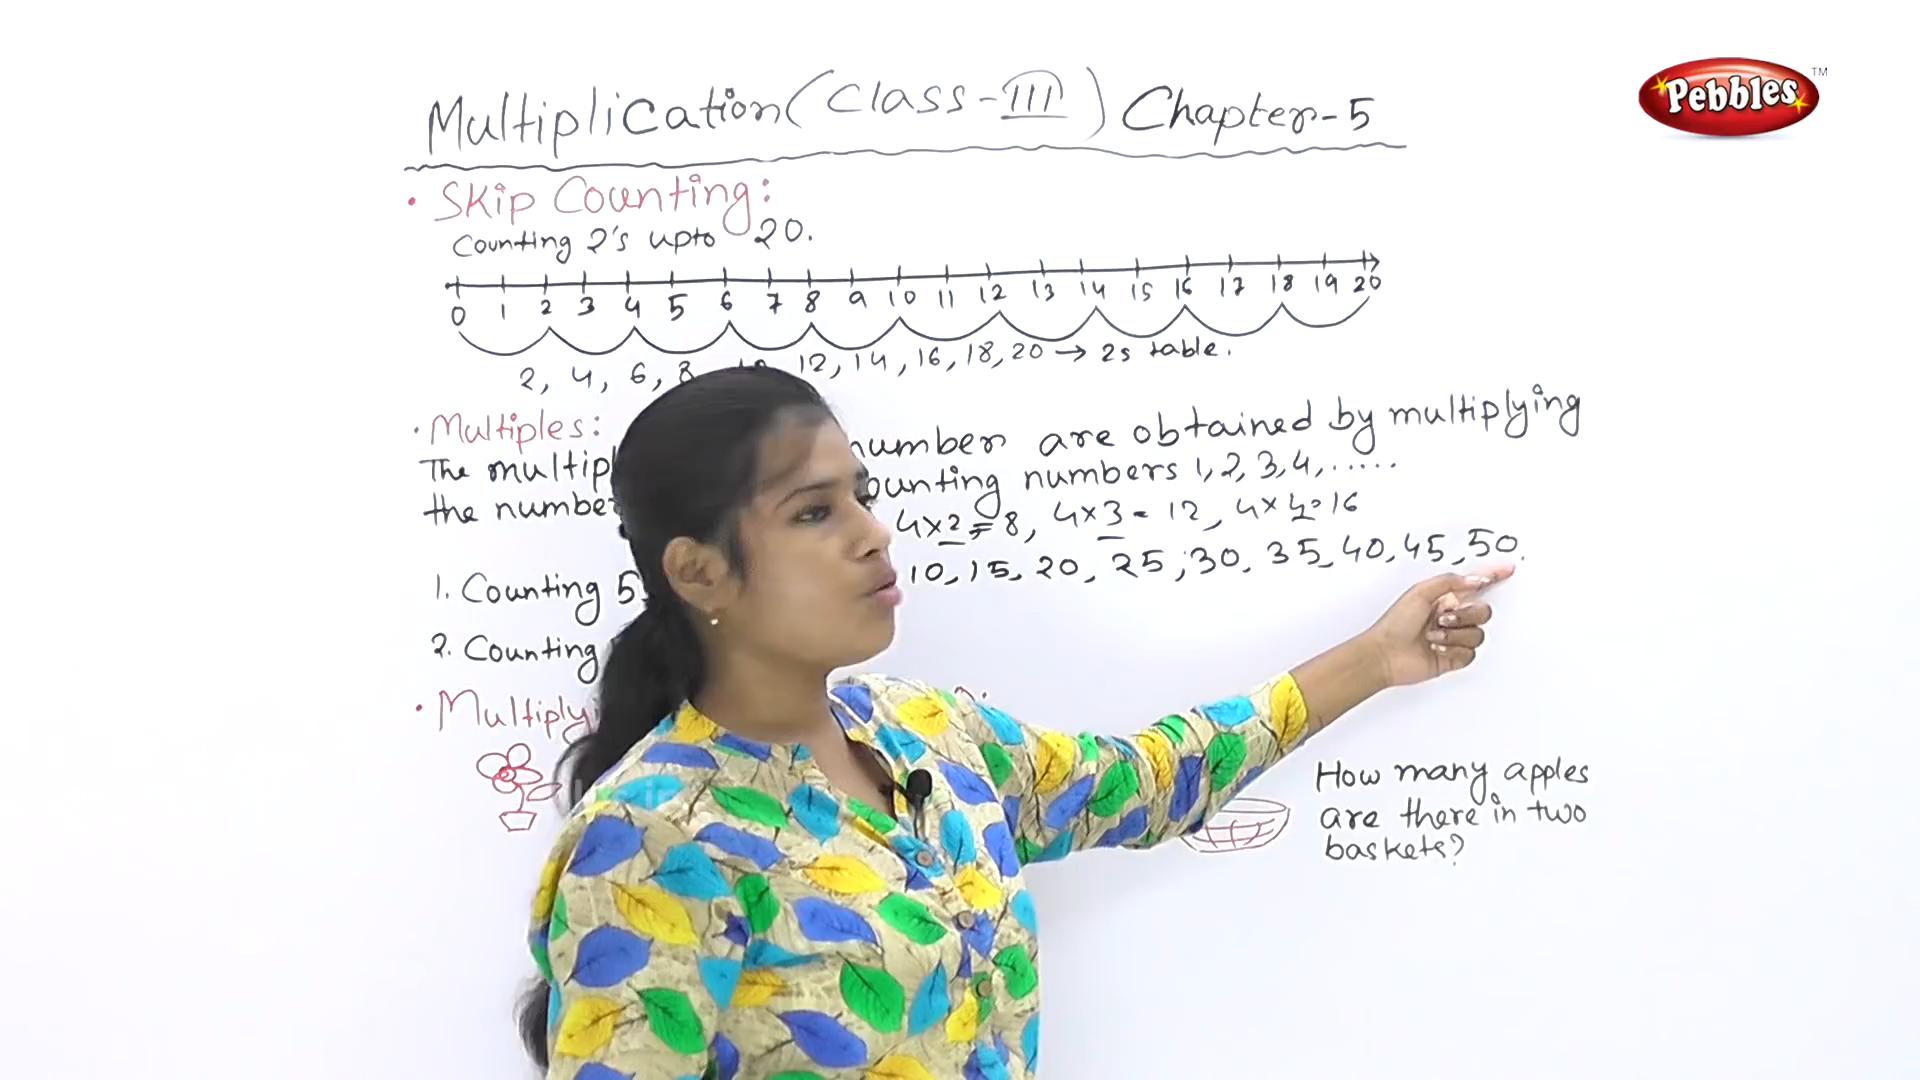 Multiplication (Class-III) Chapter-5
Pebbles TM
• Skip Counting:
Counting 2's upto 20.
0 1 2 3 4 5 6 7 8 9 10 11 12 13 14 15 16 17 18 19 20
2, 4, 6, 8 12, 14, 16, 18, 20 → 2s table.
• Multiples:
The number are obtained by multiplying
the counting numbers 1, 2, 3, 4, .....
4×2=8, 4×3=12, 4×4=16
1. Counting 5 10, 15, 20, 25, 30, 35, 40, 45, 50.
2. Counting
•
How many apples
are there in two
baskets?